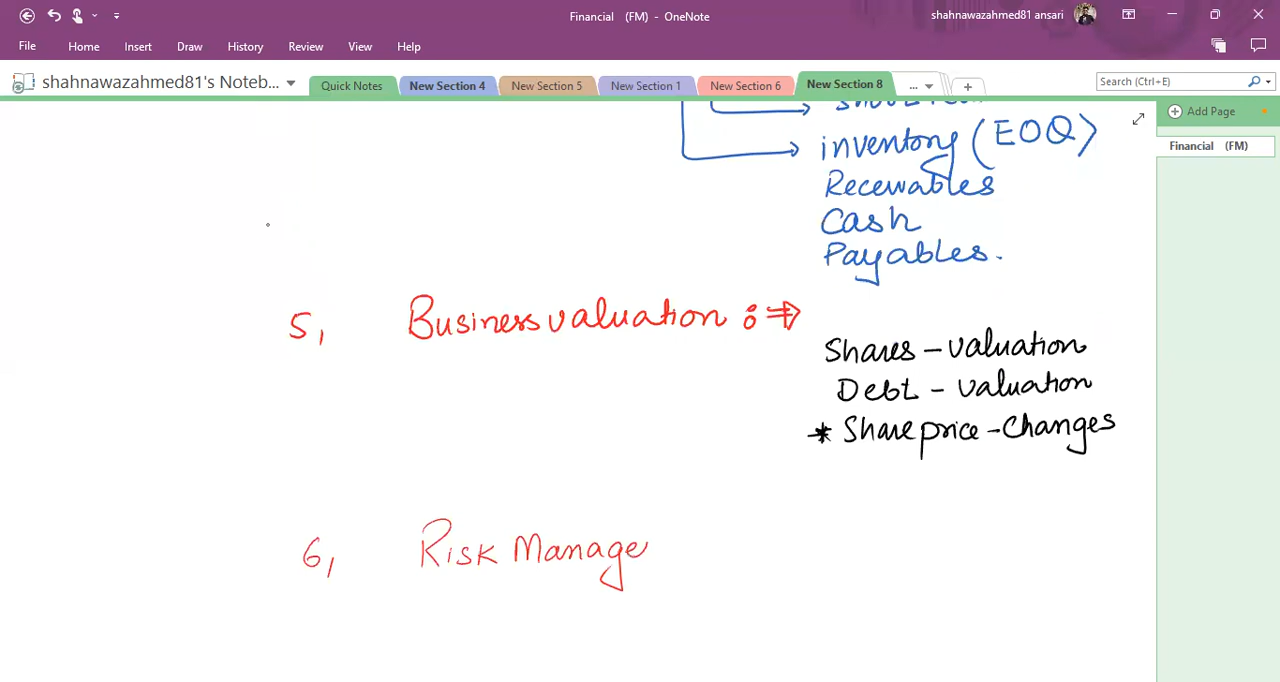 Financial (FM) - OneNote
shahnawazahmed81 ansari
File Home Insert Draw History Review View Help
shahnawazahmed81's Noteb...
Quick Notes New Section 4 New Section 5 New Section 1 New Section 6 New Section 8 ...
Search (Ctrl+E)
Add Page
Financial (FM)
inventory (EOQ)
Receivables
Cash
Payables.
5, Business valuation :⇒
Shares - valuation
Debt - valuation
* Share price - Changes
6, Risk Manage